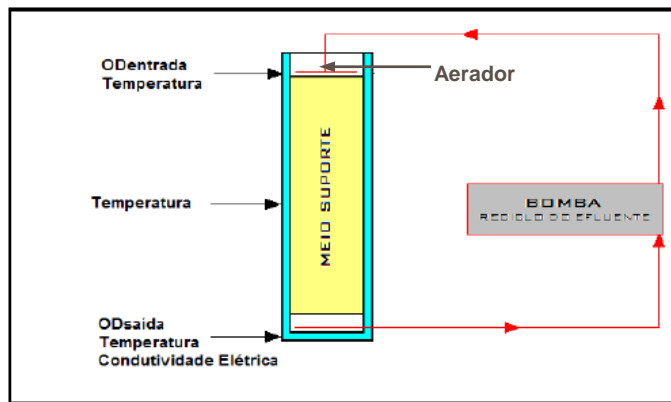 ODentrada
Temperatura
Aerador
MEIO SUPORTE
Temperatura
BOMBA
RECICLO DO EFLUENTE
ODsaída
Temperatura
Condutividade Elétrica